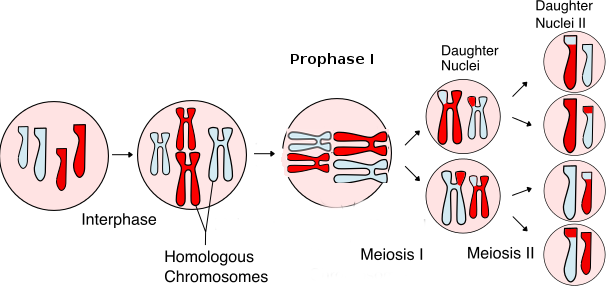 Prophase I
Daughter
Nuclei
Daughter
Nuclei II
Interphase
Homologous
Chromosomes
Meiosis I
Meiosis II